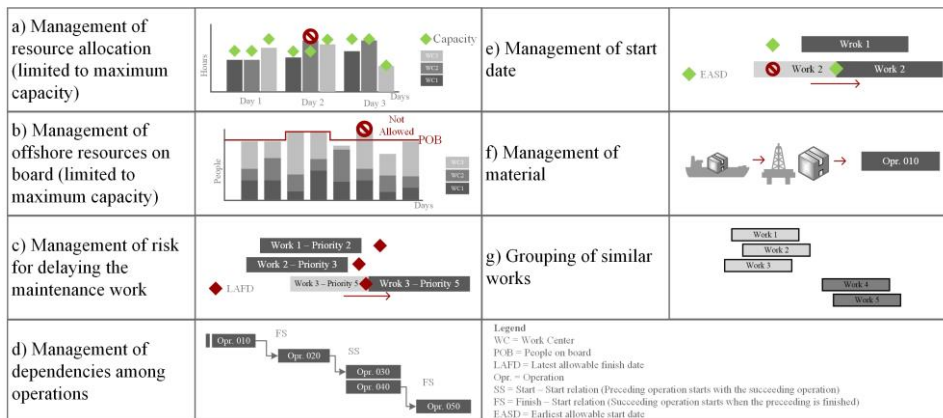 a) Management of
resource allocation
(limited to maximum
capacity)
Hours
Capacity
WC3
WC2
WC1
Day 1
Day 2
Day 3
Days
b) Management of
offshore resources on
board (limited to
maximum capacity)
People
Not
Allowed
POB
WC3
WC2
WC1
Days
c) Management of risk
for delaying the
maintenance work
Work 1 – Priority 2
Work 2 – Priority 3
LAFD
Work 3 – Priority 5
Wrok 3 – Priority 5
d) Management of
dependencies among
operations
Opr. 010
FS
Opr. 020
SS
Opr. 030
Opr. 040
FS
Opr. 050
e) Management of start
date
Wrok 1
EASD
Work 2
Work 2
f) Management of
material
Opr. 010
g) Grouping of similar
works
Work 1
Work 2
Work 3
Work 4
Work 5
Legend
WC = Work Center
POB = People on board
LAFD = Latest allowable finish date
Opr. = Operation
SS = Start – Start relation (Preceding operation starts with the succeeding operation)
FS = Finish – Start relation (Succeeding operation starts when the preceeding is finished)
EASD = Earliest allowable start date